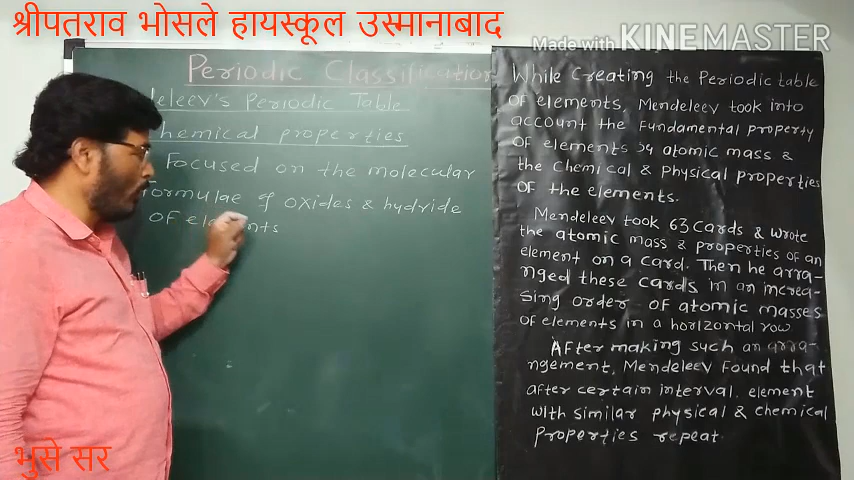 श्रीपतराव भोसले हायस्कूल उस्मानाबाद
Made with KINEMASTER
Periodic Classification
deleev's Periodic Table
chemical properties
Focused on the molecular
formulae of oxides & hydride
OF elements
While Creating the Periodic table
OF elements, Mendeleev took into
account the Fundamental property
OF elements atomic mass &
the Chemical & Physical properties
OF the elements.
Mendeleev took 63 Cards & wrote
the atomic mass & properties of an
element on a card. Then he arra-
nged these cards in an increa-
sing order OF atomic masses
OF elements in a horizontal row
After making such an arra-
ngement, Mendeleev Found that
after certain interval. element
with similar physical & chemical
Properties repeat.
भुसे सर